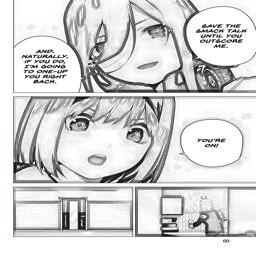 SAVE THE
SMACK TALK
UNTIL YOU
OUTSCORE
ME.
AND,
NATURALLY,
IF YOU DO,
I'M GOING
TO ONE-UP
YOU RIGHT
BACK.
YOU'RE
ON!